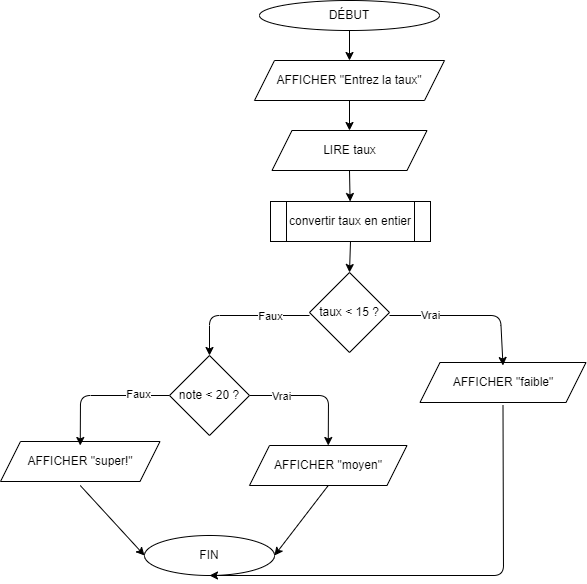 DÉBUT
AFFICHER "Entrez la taux"
LIRE taux
convertir taux en entier
taux < 15 ?
Faux
Vrai
note < 20 ?
AFFICHER "faible"
Faux
Vrai
AFFICHER "super!"
AFFICHER "moyen"
FIN